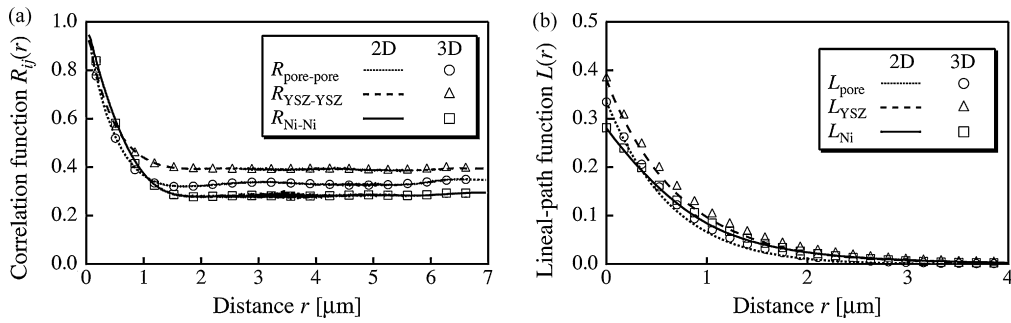 (a)
Correlation function Rij(r)
1.0
0.8
0.6
0.4
0.2
0.0
2D 3D
Rpore-pore
RYSZ-YSZ
RNi-Ni
0 1 2 3 4 5 6 7
Distance r [μm]
(b)
Lineal-path function L(r)
0.5
0.4
0.3
0.2
0.1
0.0
2D 3D
Lpore
LYSZ
LNi
0 1 2 3 4
Distance r [μm]